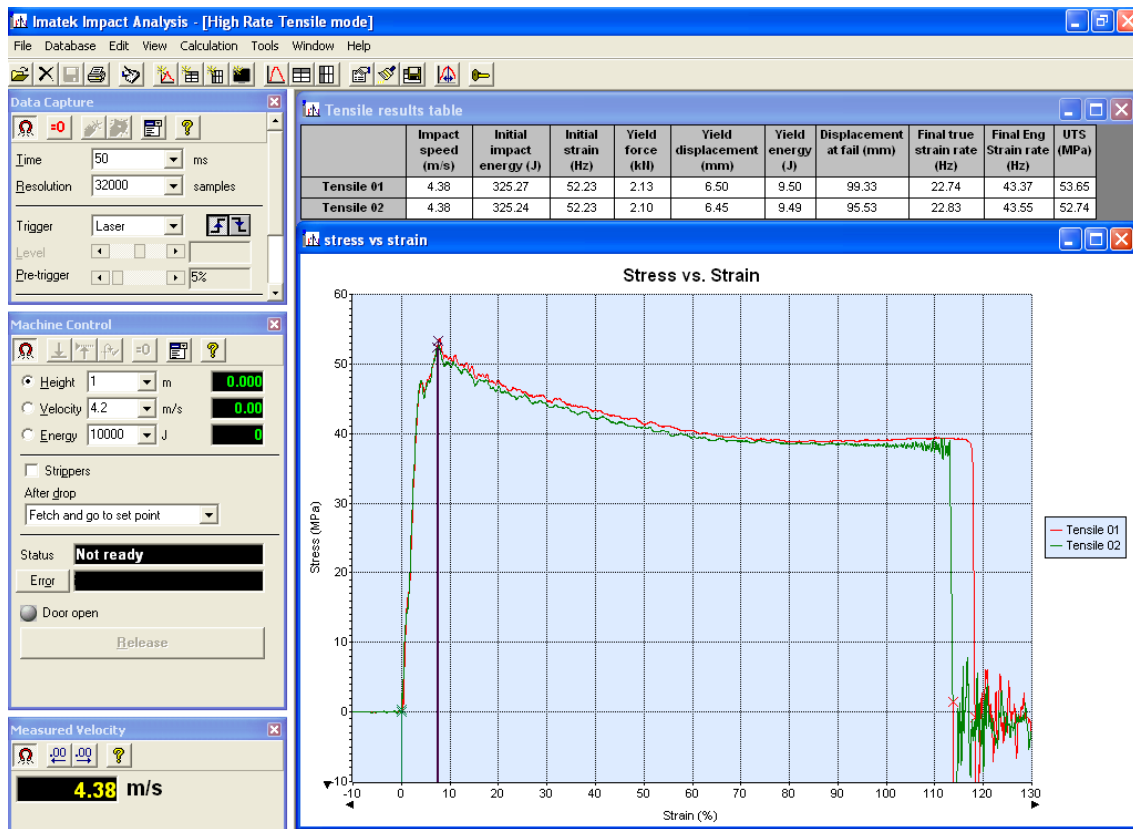 Imatek Impact Analysis - [High Rate Tensile mode]
File Database Edit View Calculation Tools Window Help
Data Capture
=0
Time 50 ms
Resolution 32000 samples
Trigger Laser
Level
Pre-trigger 5%
Machine Control
=0
Height 1 m 0.000
Velocity 4.2 m/s 0.00
Energy 10000 J 0
Strippers
After drop
Fetch and go to set point
Status Not ready
Error
Door open
Release
Measured Velocity
.00 .00
4.38 m/s
Tensile results table
Impact speed (m/s) Initial impact energy (J) Initial strain (Hz) Yield force (kN) Yield displacement (mm) Yield energy (J) Displacement at fail (mm) Final true strain rate (Hz) Final Eng Strain rate (Hz) UTS (MPa)
Tensile 01 4.38 325.27 52.23 2.13 6.50 9.50 99.33 22.74 43.37 53.65
Tensile 02 4.38 325.24 52.23 2.10 6.45 9.49 95.53 22.83 43.55 52.74
stress vs strain
Stress vs. Strain
60
50
40
30
20
10
0
-10
Stress (MPa)
-10 0 10 20 30 40 50 60 70 80 90 100 110 120 130
Strain (%)
Tensile 01
Tensile 02